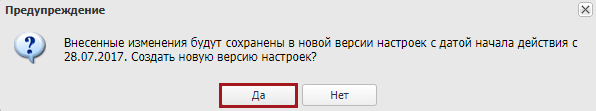 Предупреждение
Внесенные изменения будут сохранены в новой версии настроек с датой начала действия с
28.07.2017. Создать новую версию настроек?
Да
Нет